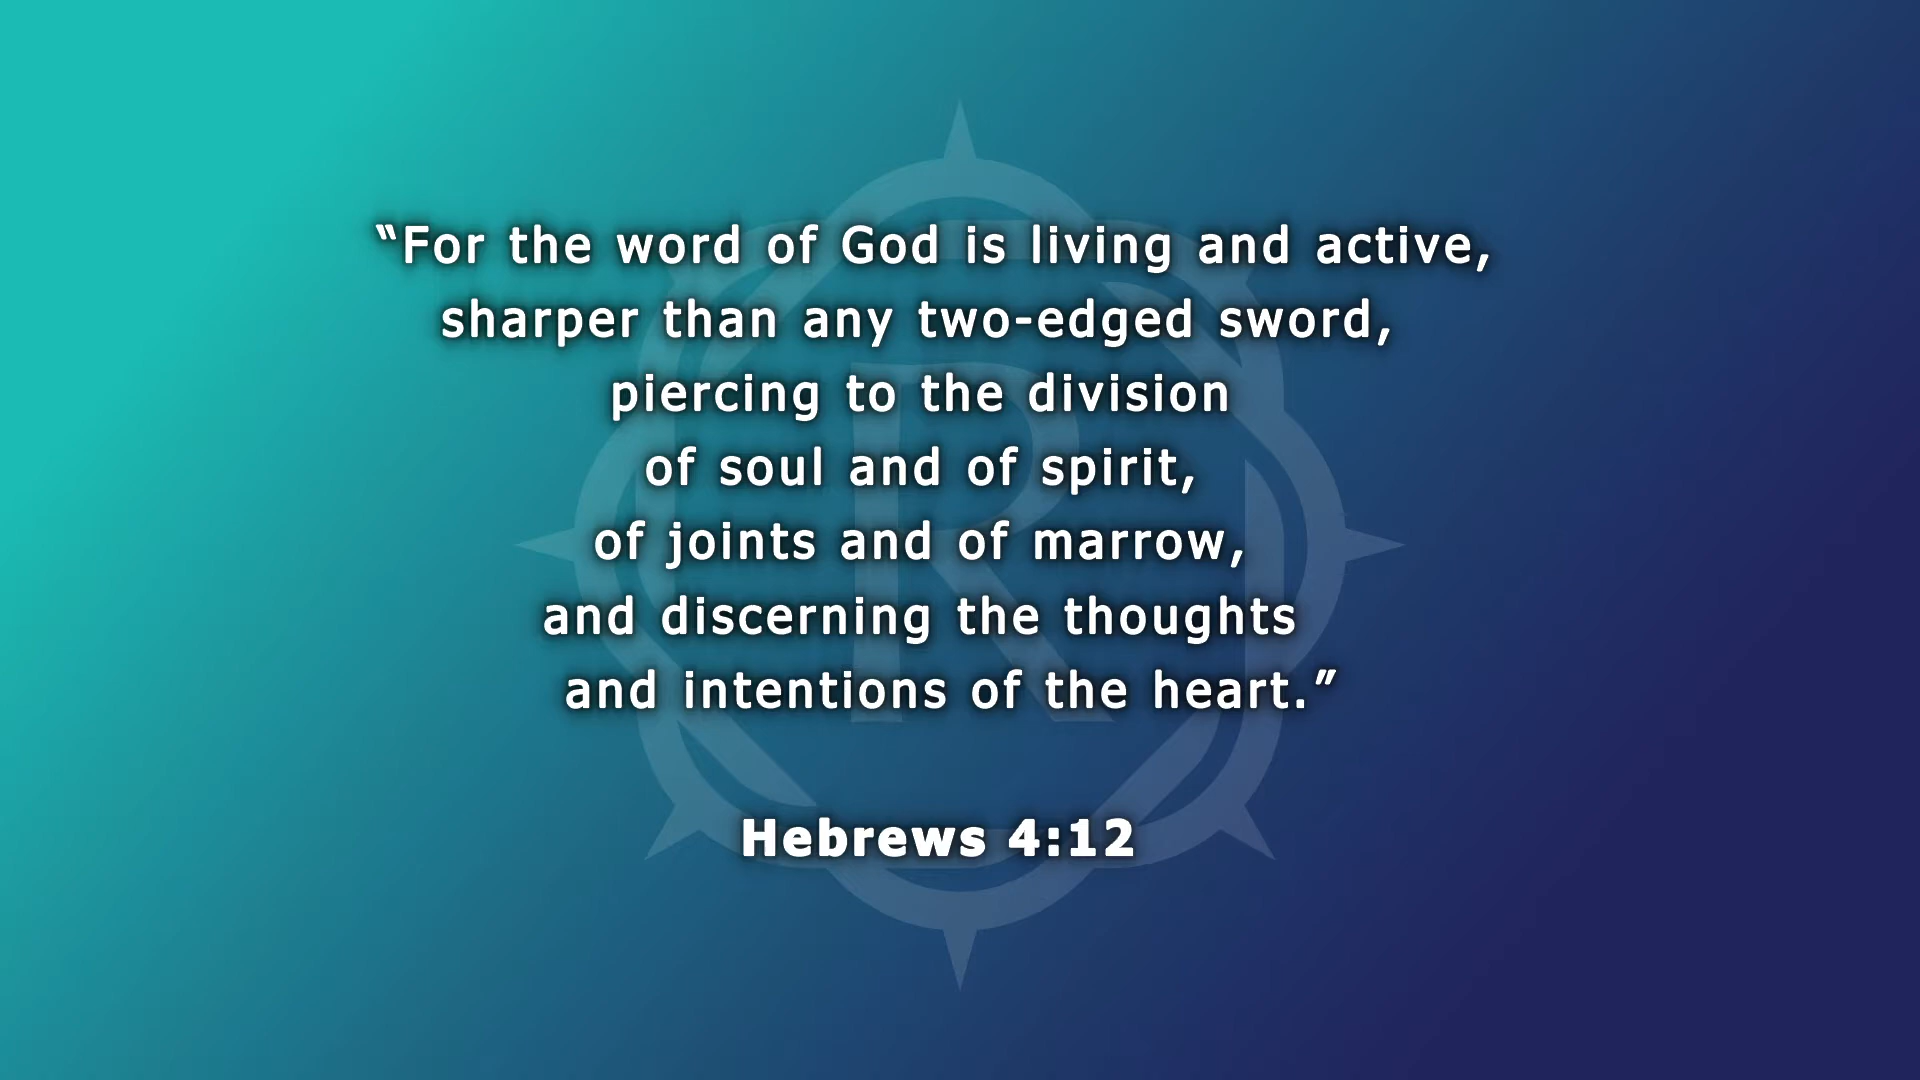 “For the word of God is living and active,
sharper than any two-edged sword,
piercing to the division
of soul and of spirit,
of joints and of marrow,
and discerning the thoughts
and intentions of the heart.”
Hebrews 4:12
R